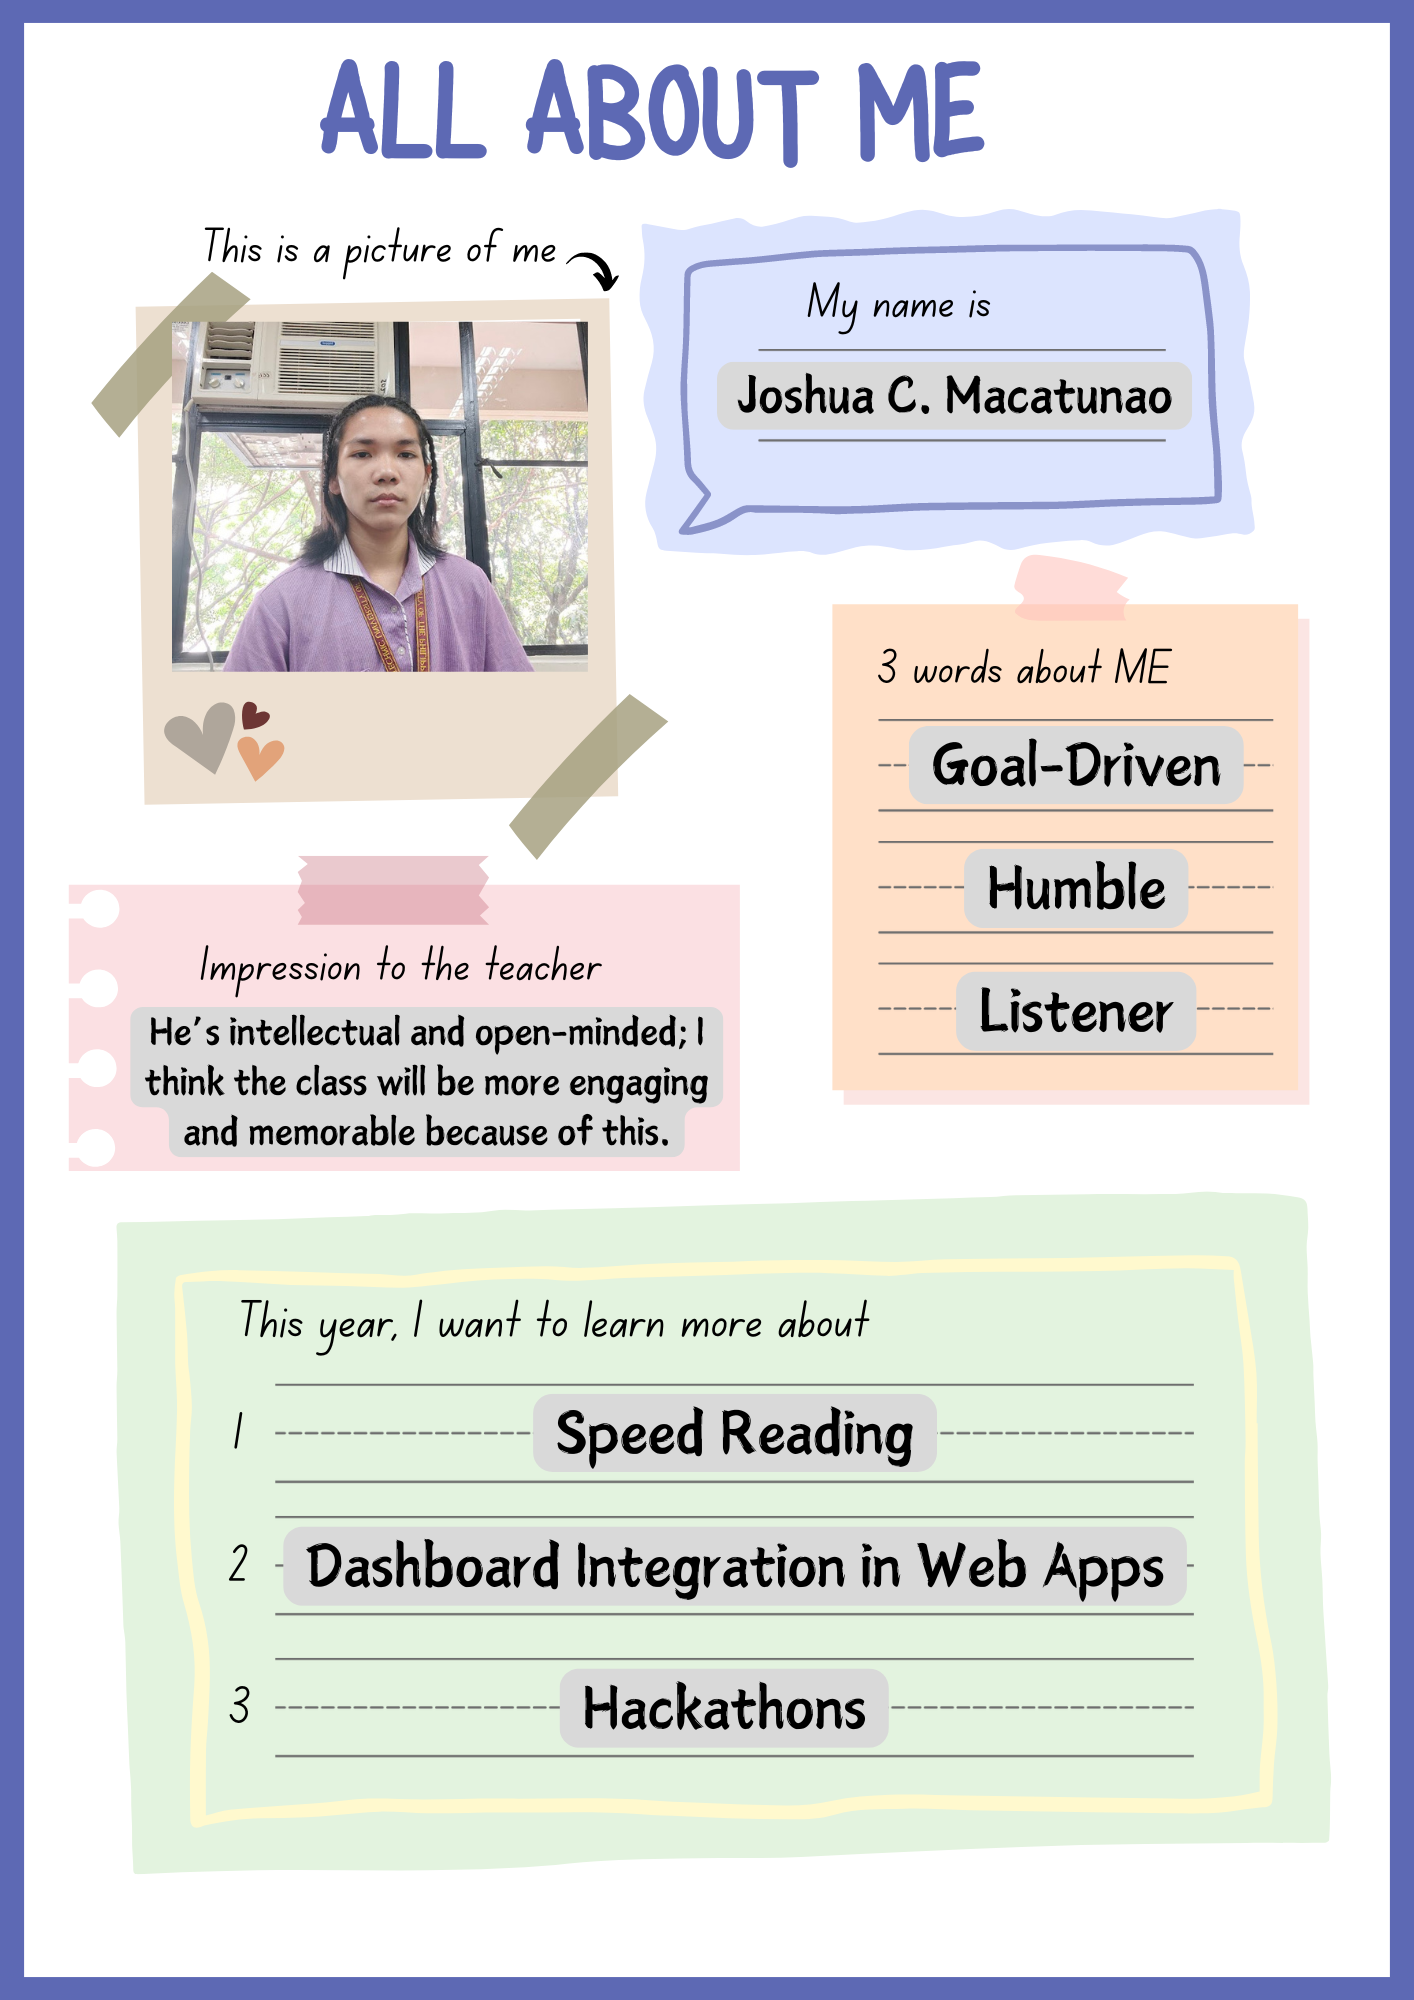 ALL ABOUT ME
This is a picture of me
My name is
Joshua C. Macatunao
3 words about ME
Goal-Driven
Humble
Listener
Impression to the teacher
He's intellectual and open-minded; I
think the class will be more engaging
and memorable because of this.
This year, I want to learn more about
1 Speed Reading
2 Dashboard Integration in Web Apps
3 Hackathons